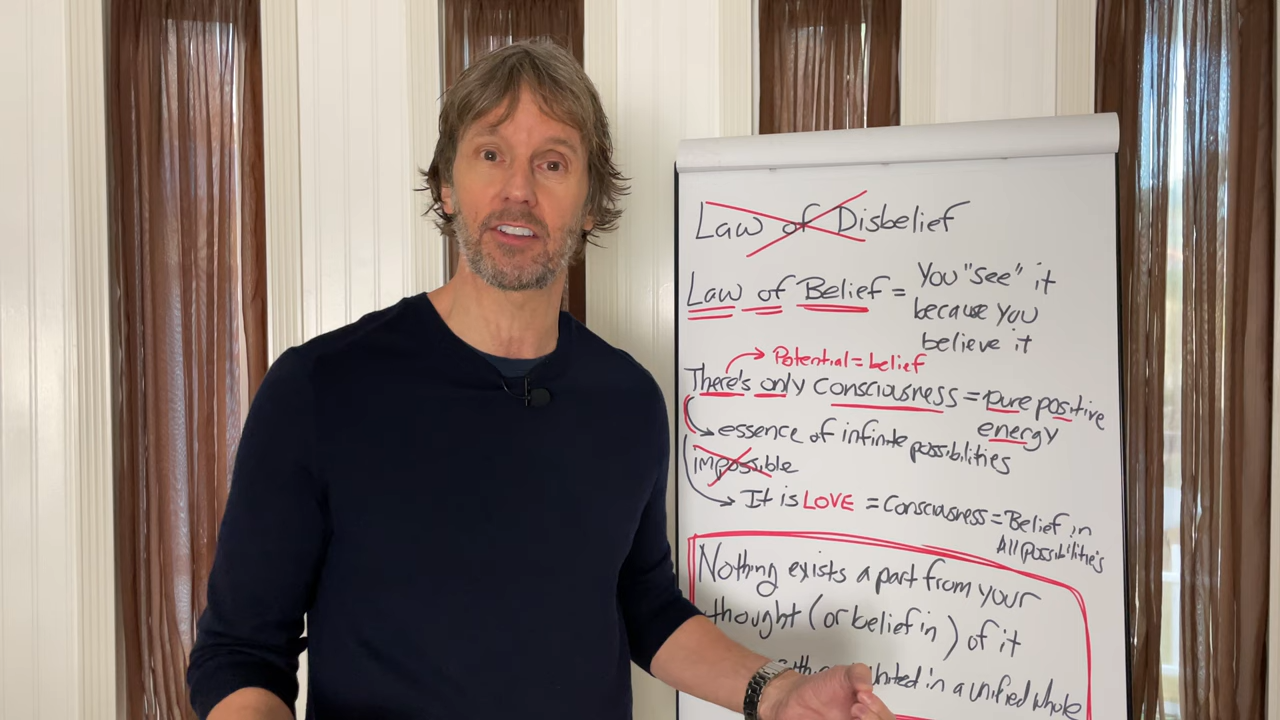 Law of Disbelief
Law of Belief = You "see" it
because you
believe it
Potential = belief
There's only consciousness = pure positive
energy
essence of infinite possibilities
impossible
It is LOVE = Consciousness = Belief in
All possibilities
Nothing exists a part from your
thought (or belief in) of it
united in a unified whole